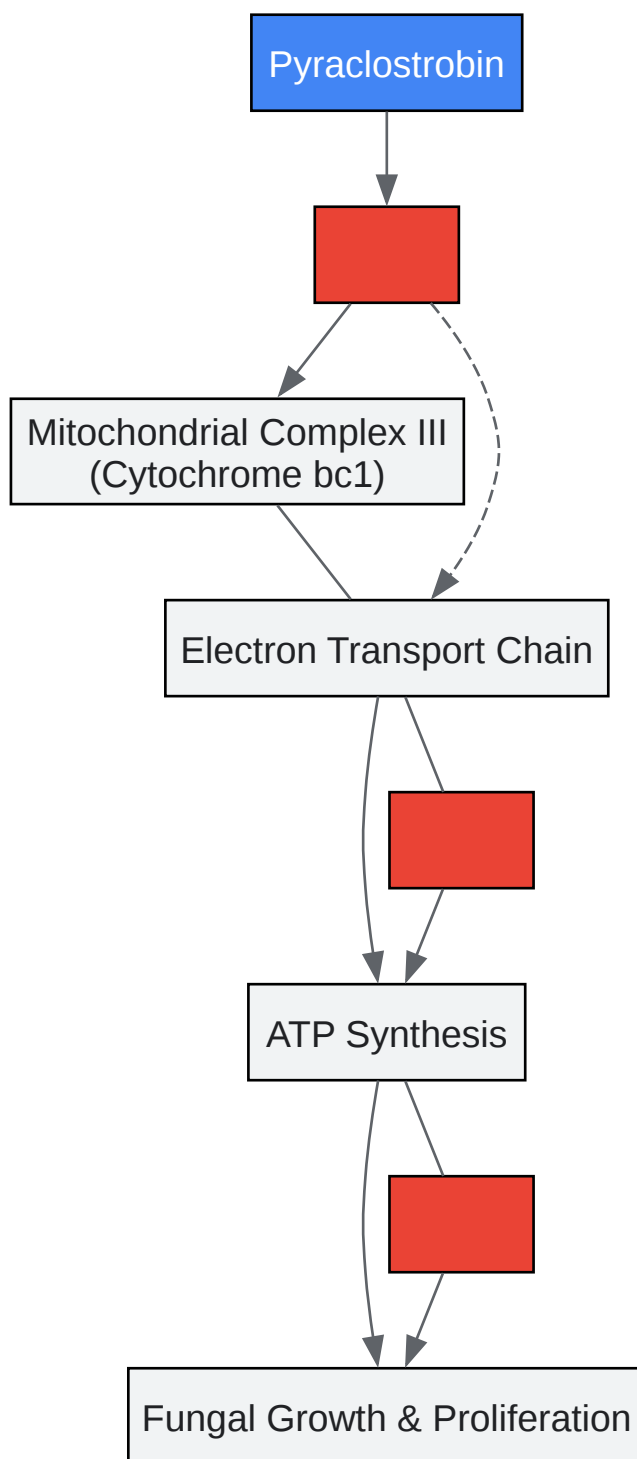 Pyraclostrobin
Mitochondrial Complex III
(Cytochrome bc1)
Electron Transport Chain
ATP Synthesis
Fungal Growth & Proliferation